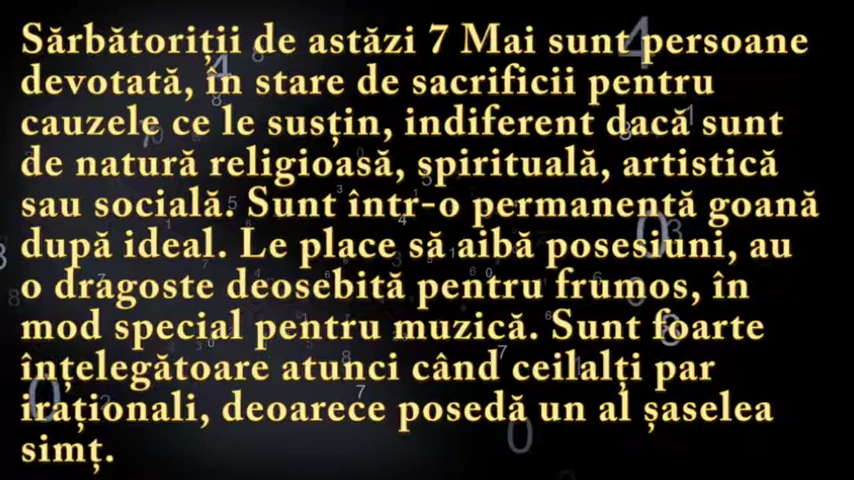 Sărbătoriții de astăzi 7 Mai sunt persoane
devotată, în stare de sacrificii pentru
cauzele ce le susțin, indiferent dacă sunt
de natură religioasă, spirituală, artistică
sau socială. Sunt într-o permanentă goană
după ideal. Le place să aibă posesiuni, au
o dragoste deosebită pentru frumos, în
mod special pentru muzică. Sunt foarte
înțelegătoare atunci când ceilalți par
iraționali, deoarece posedă un al șaselea
simț.